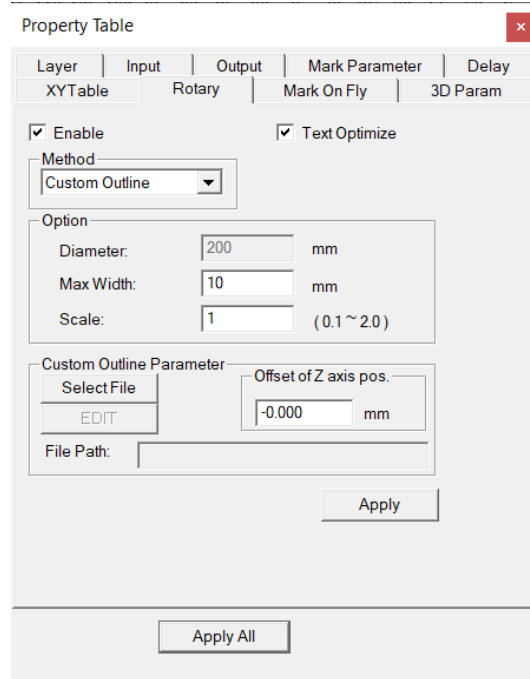 Property Table
Layer Input Output Mark Parameter Delay
XYTable Rotary Mark On Fly 3D Param
Enable Text Optimize
Method
Custom Outline
Option
Diameter: 200 mm
Max Width: 10 mm
Scale: 1 ( 0.1 ~ 2.0 )
Custom Outline Parameter
Select File Offset of Z axis pos.
EDIT -0.000 mm
File Path:
Apply
Apply All